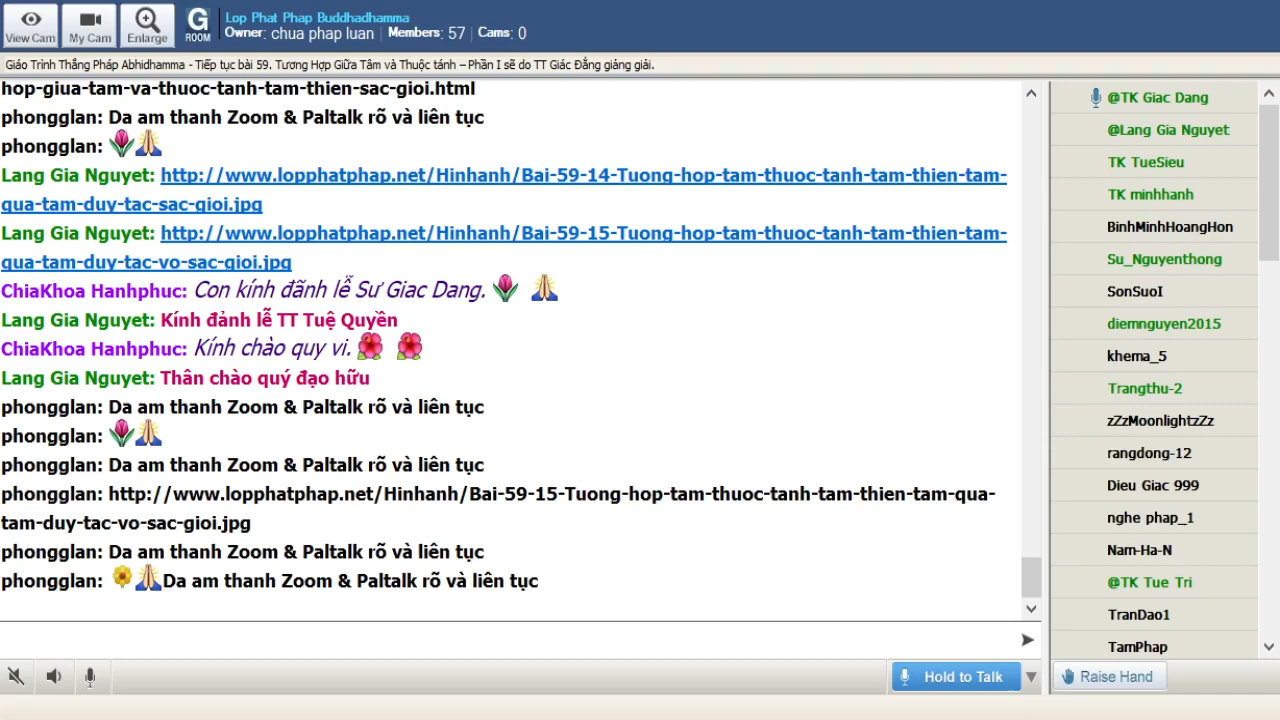 View Cam
My Cam
Enlarge
G
ROOM
Lop Phat Phap Buddhadhamma
Owner: chua phap luan Members: 57 Cams: 0
Giáo Trình Thắng Pháp Abhidhamma - Tiếp tục bài 59. Tương Hợp Giữa Tâm và Thuộc tánh – Phần I sẽ do TT Giác Đẳng giảng giải.
hop-giua-tam-va-thuoc-tanh-tam-thien-sac-gioi.html
phongglan: Da am thanh Zoom & Paltalk rõ và liên tục
phongglan:
Lang Gia Nguyet: http://www.lopphatphap.net/Hinhanh/Bai-59-14-Tuong-hop-tam-thuoc-tanh-tam-thien-tam-
qua-tam-duy-tac-sac-gioi.jpg
Lang Gia Nguyet: http://www.lopphatphap.net/Hinhanh/Bai-59-15-Tuong-hop-tam-thuoc-tanh-tam-thien-tam-
qua-tam-duy-tac-vo-sac-gioi.jpg
ChiaKhoa Hanhphuc: Con kính đãnh lễ Sư Giac Dang.
Lang Gia Nguyet: Kính đảnh lễ TT Tuệ Quyền
ChiaKhoa Hanhphuc: Kính chào quy vi.
Lang Gia Nguyet: Thân chào quý đạo hữu
phongglan: Da am thanh Zoom & Paltalk rõ và liên tục
phongglan:
phongglan: Da am thanh Zoom & Paltalk rõ và liên tục
phongglan: http://www.lopphatphap.net/Hinhanh/Bai-59-15-Tuong-hop-tam-thuoc-tanh-tam-thien-tam-qua-
tam-duy-tac-vo-sac-gioi.jpg
phongglan: Da am thanh Zoom & Paltalk rõ và liên tục
phongglan: Da am thanh Zoom & Paltalk rõ và liên tục
@TK Giac Dang
@Lang Gia Nguyet
TK TueSieu
TK minhhanh
BinhMinhHoangHon
Su_Nguyenthong
SonSuoI
diemnguyen2015
khema_5
Trangthu-2
zZzMoonlightzZz
rangdong-12
Dieu Giac 999
nghe phap_1
Nam-Ha-N
@TK Tue Tri
TranDao1
TamPhap
Hold to Talk
Raise Hand